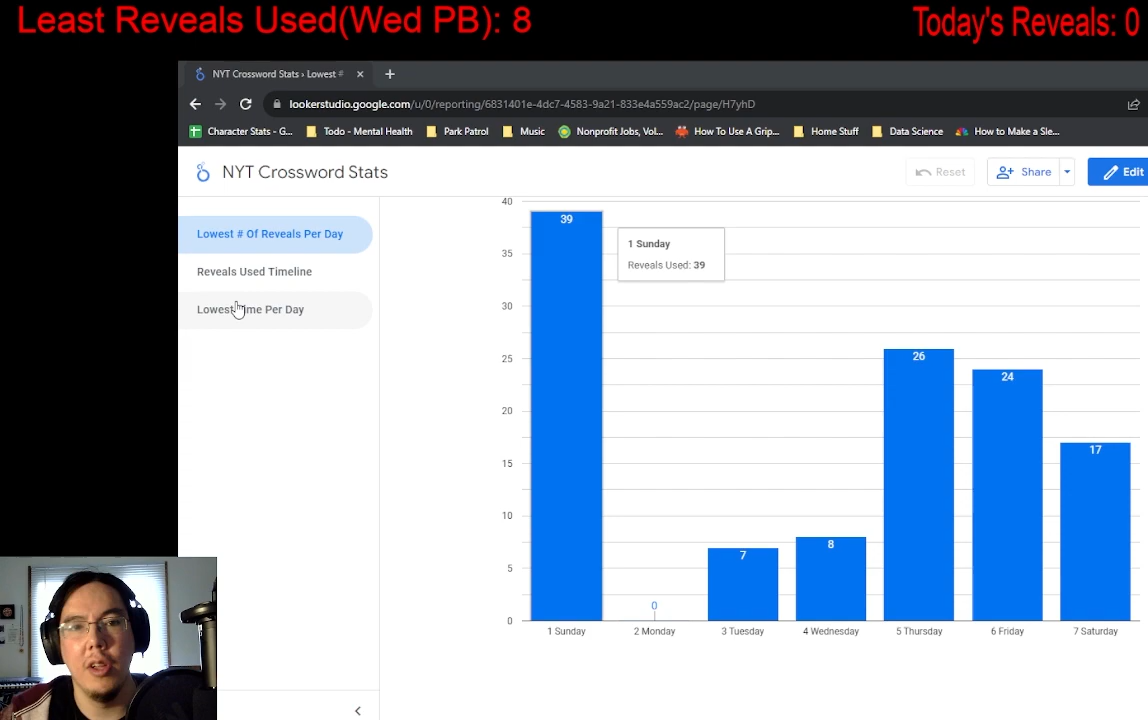 Least Reveals Used(Wed PB): 8
Today's Reveals: 0
NYT Crossword Stats › Lowest #
lookerstudio.google.com/u/0/reporting/6831401e-4dc7-4583-9a21-833e4a559ac2/page/H7yhD
Character Stats - G... Todo - Mental Health Park Patrol Music Nonprofit Jobs, Vol... How To Use A Grip... Home Stuff Data Science How to Make a Sle...
NYT Crossword Stats
Reset Share Edit
Lowest # Of Reveals Per Day
Reveals Used Timeline
Lowest Time Per Day
40
35
30
25
20
15
10
5
0
39
0
7
8
26
24
17
1 Sunday
Reveals Used: 39
1 Sunday 2 Monday 3 Tuesday 4 Wednesday 5 Thursday 6 Friday 7 Saturday